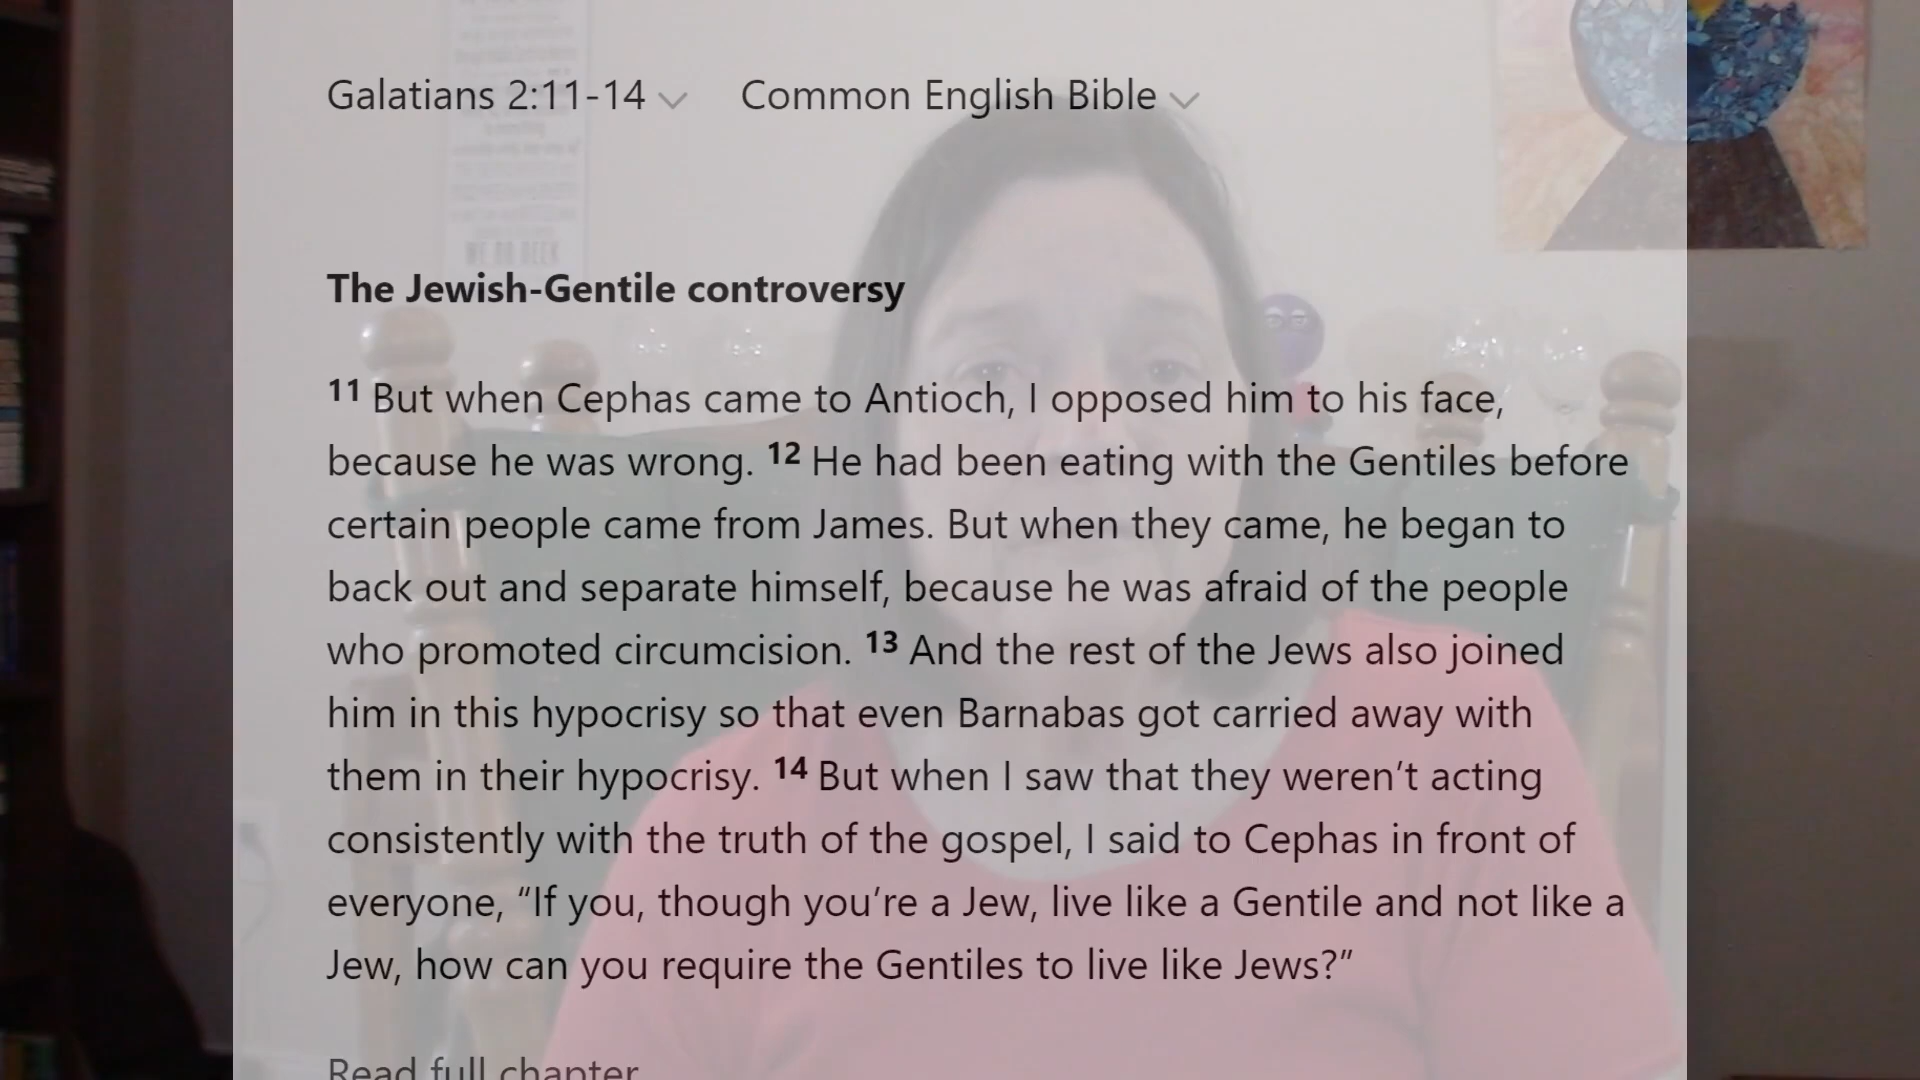 Galatians 2:11-14 Common English Bible
WE DO GEEK
The Jewish-Gentile controversy
11 But when Cephas came to Antioch, I opposed him to his face,
because he was wrong. 12 He had been eating with the Gentiles before
certain people came from James. But when they came, he began to
back out and separate himself, because he was afraid of the people
who promoted circumcision. 13 And the rest of the Jews also joined
him in this hypocrisy so that even Barnabas got carried away with
them in their hypocrisy. 14 But when I saw that they weren’t acting
consistently with the truth of the gospel, I said to Cephas in front of
everyone, “If you, though you’re a Jew, live like a Gentile and not like a
Jew, how can you require the Gentiles to live like Jews?”
Read full chapter